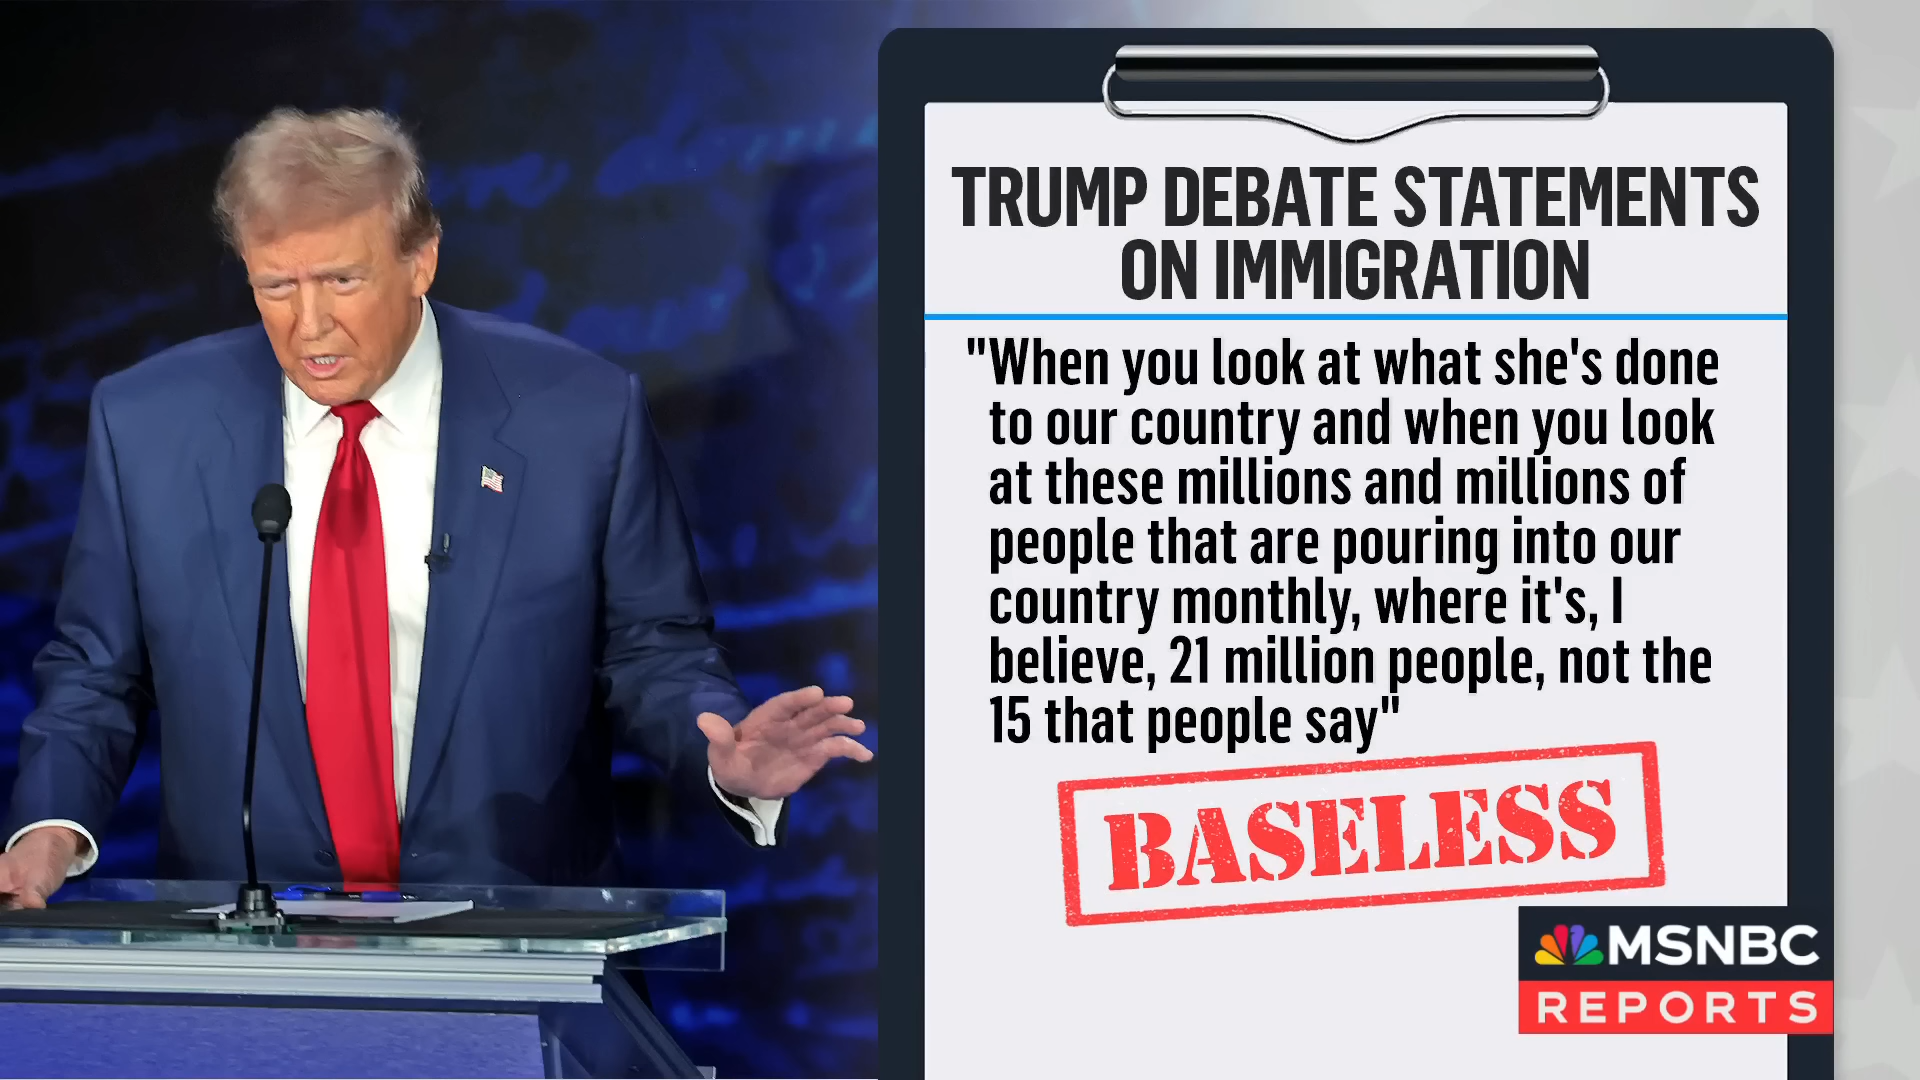 TRUMP DEBATE STATEMENTS
ON IMMIGRATION
"When you look at what she's done
to our country and when you look
at these millions and millions of
people that are pouring into our
country monthly, where it's, I
believe, 21 million people, not the
15 that people say"
BASELESS
MSNBC
REPORTS